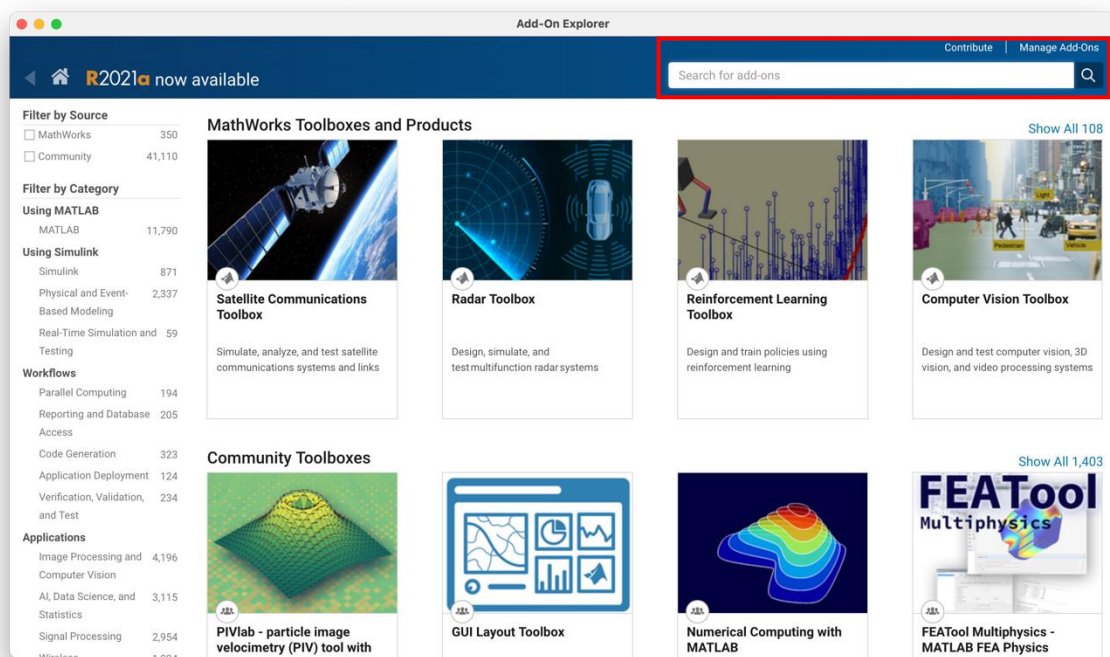 Add-On Explorer
Contribute | Manage Add-Ons
R2021a now available
Search for add-ons
Filter by Source
MathWorks 350
Community 41,110
Filter by Category
Using MATLAB
MATLAB 11,790
Using Simulink
Simulink 871
Physical and Event- 2,337
Based Modeling
Real-Time Simulation and 59
Testing
Workflows
Parallel Computing 194
Reporting and Database 205
Access
Code Generation 323
Application Deployment 124
Verification, Validation, 234
and Test
Applications
Image Processing and 4,196
Computer Vision
AI, Data Science, and 3,115
Statistics
Signal Processing 2,954
MathWorks Toolboxes and Products
Show All 108
Satellite Communications
Toolbox
Simulate, analyze, and test satellite
communications systems and links
Radar Toolbox
Design, simulate, and
test multifunction radar systems
Reinforcement Learning
Toolbox
Design and train policies using
reinforcement learning
Light
Pedestrian
Vehicle
Computer Vision Toolbox
Design and test computer vision, 3D
vision, and video processing systems
Community Toolboxes
Show All 1,403
PIVlab - particle image
velocimetry (PIV) tool with
GUI Layout Toolbox
Numerical Computing with
MATLAB
FEATool
Multiphysics
FEATool Multiphysics -
MATLAB FEA Physics